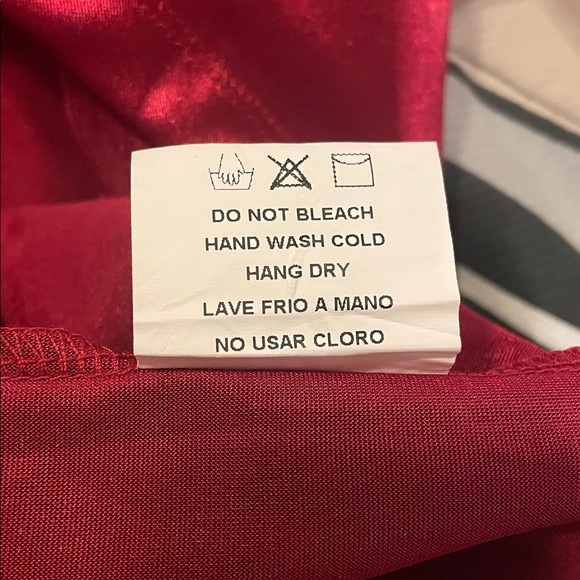 DO NOT BLEACH
HAND WASH COLD
HANG DRY
LAVE FRIO A MANO
NO USAR CLORO